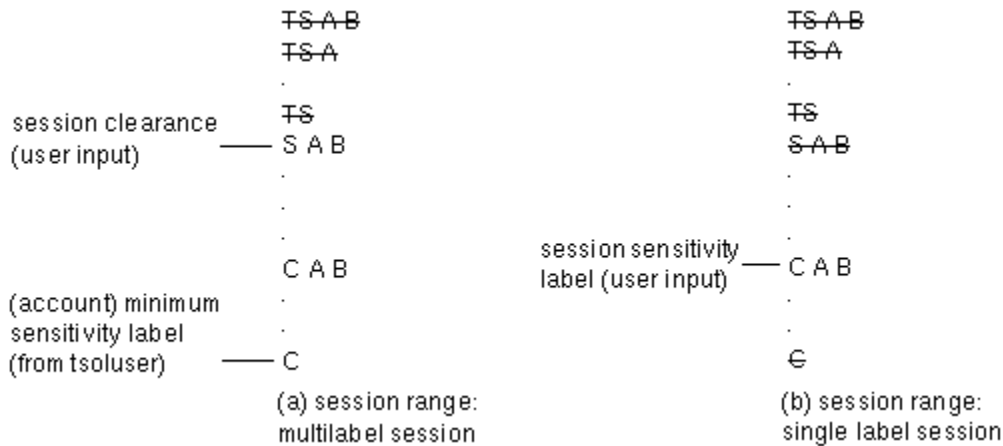 TS A B
TS A
.
TS
session clearance
(user input)
S A B
.
.
.
C A B
(account) minimum
sensitivity label
(from tsoluser)
.
.
C
(a) session range:
multilabel session
TS A B
TS A
.
TS
S A B
.
.
.
session sensitivity
label (user input)
C A B
.
.
C
(b) session range:
single label session